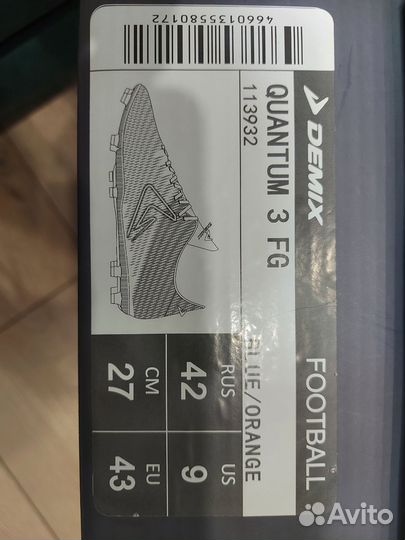 DEMIX FOOTBALL
QUANTUM 3 FG
113932
BLUE/ORANGE
RUS US
42 9
CM EU
27 43
4660135580172
Avito